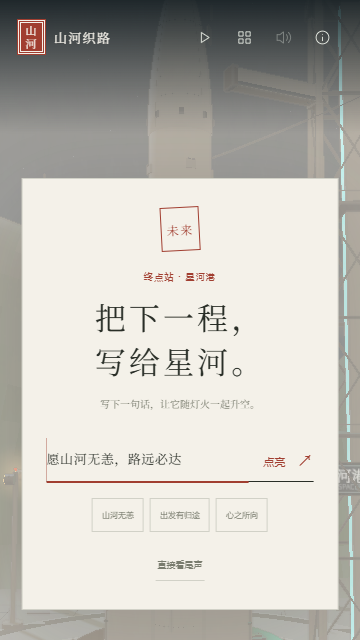 山河
山河织路
未来
终点站 · 星河港
把下一程，
写给星河。
写下一句话，让它随灯火一起升空。
愿山河无恙，路远必达
点亮 ↗
山河无恙 出发有归途 心之所向
直接看尾声
河港